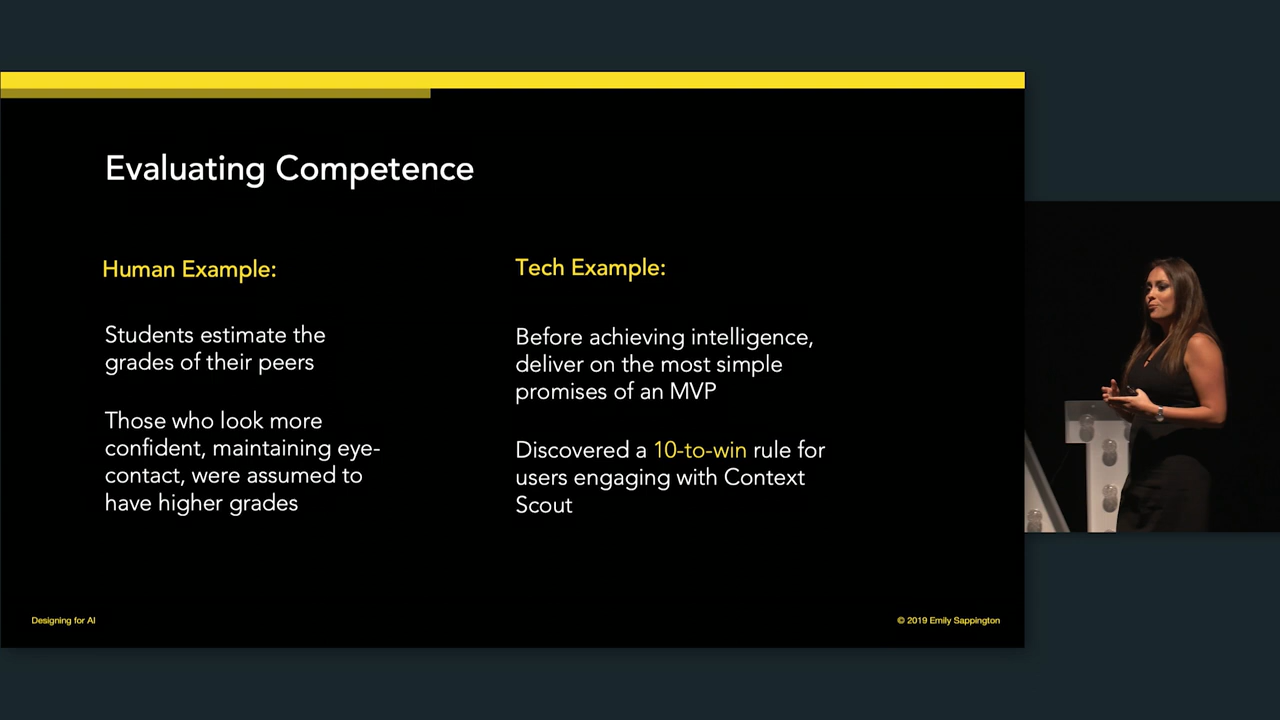 Evaluating Competence
Human Example:
Students estimate the
grades of their peers
Those who look more
confident, maintaining eye-
contact, were assumed to
have higher grades
Tech Example:
Before achieving intelligence,
deliver on the most simple
promises of an MVP
Discovered a 10-to-win rule for
users engaging with Context
Scout
Designing for AI
© 2019 Emily Sappington